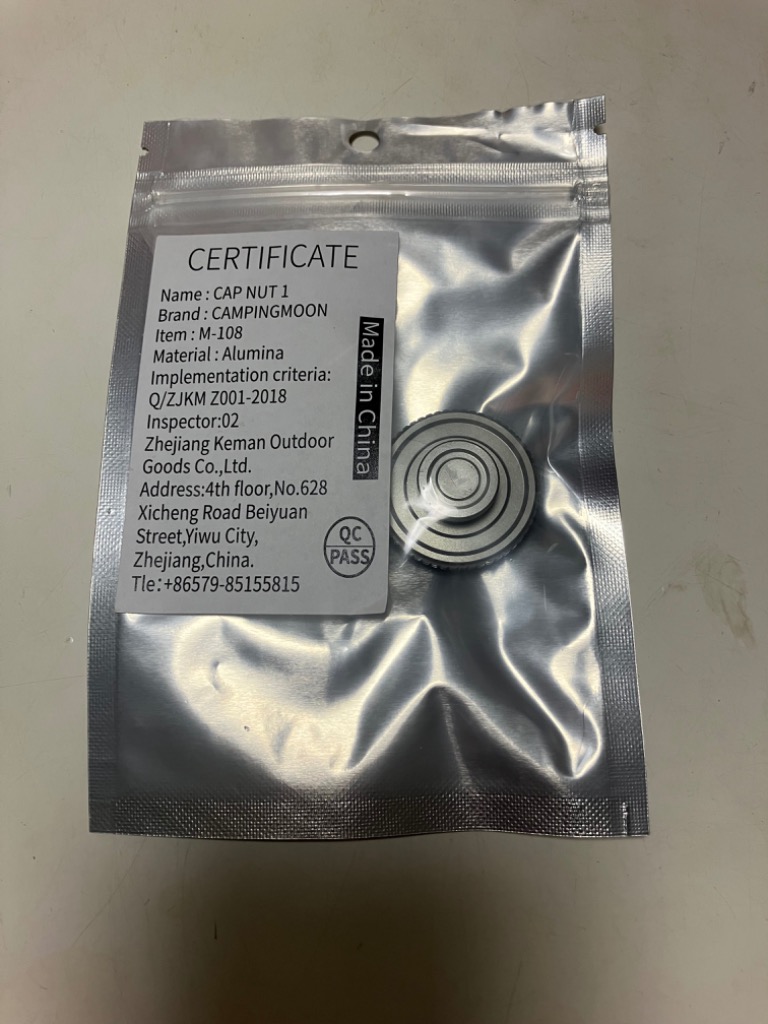 CERTIFICATE
Name : CAP NUT 1
Brand : CAMPINGMOON
Item : M-108
Material : Alumina
Implementation criteria:
Q/ZJKM Z001-2018
Inspector:02
Zhejiang Keman Outdoor
Goods Co.,Ltd.
Address:4th floor,No.628
Xicheng Road Beiyuan
Street,Yiwu City,
Zhejiang,China.
Tle:+86579-85155815
Made in China
QC
PASS